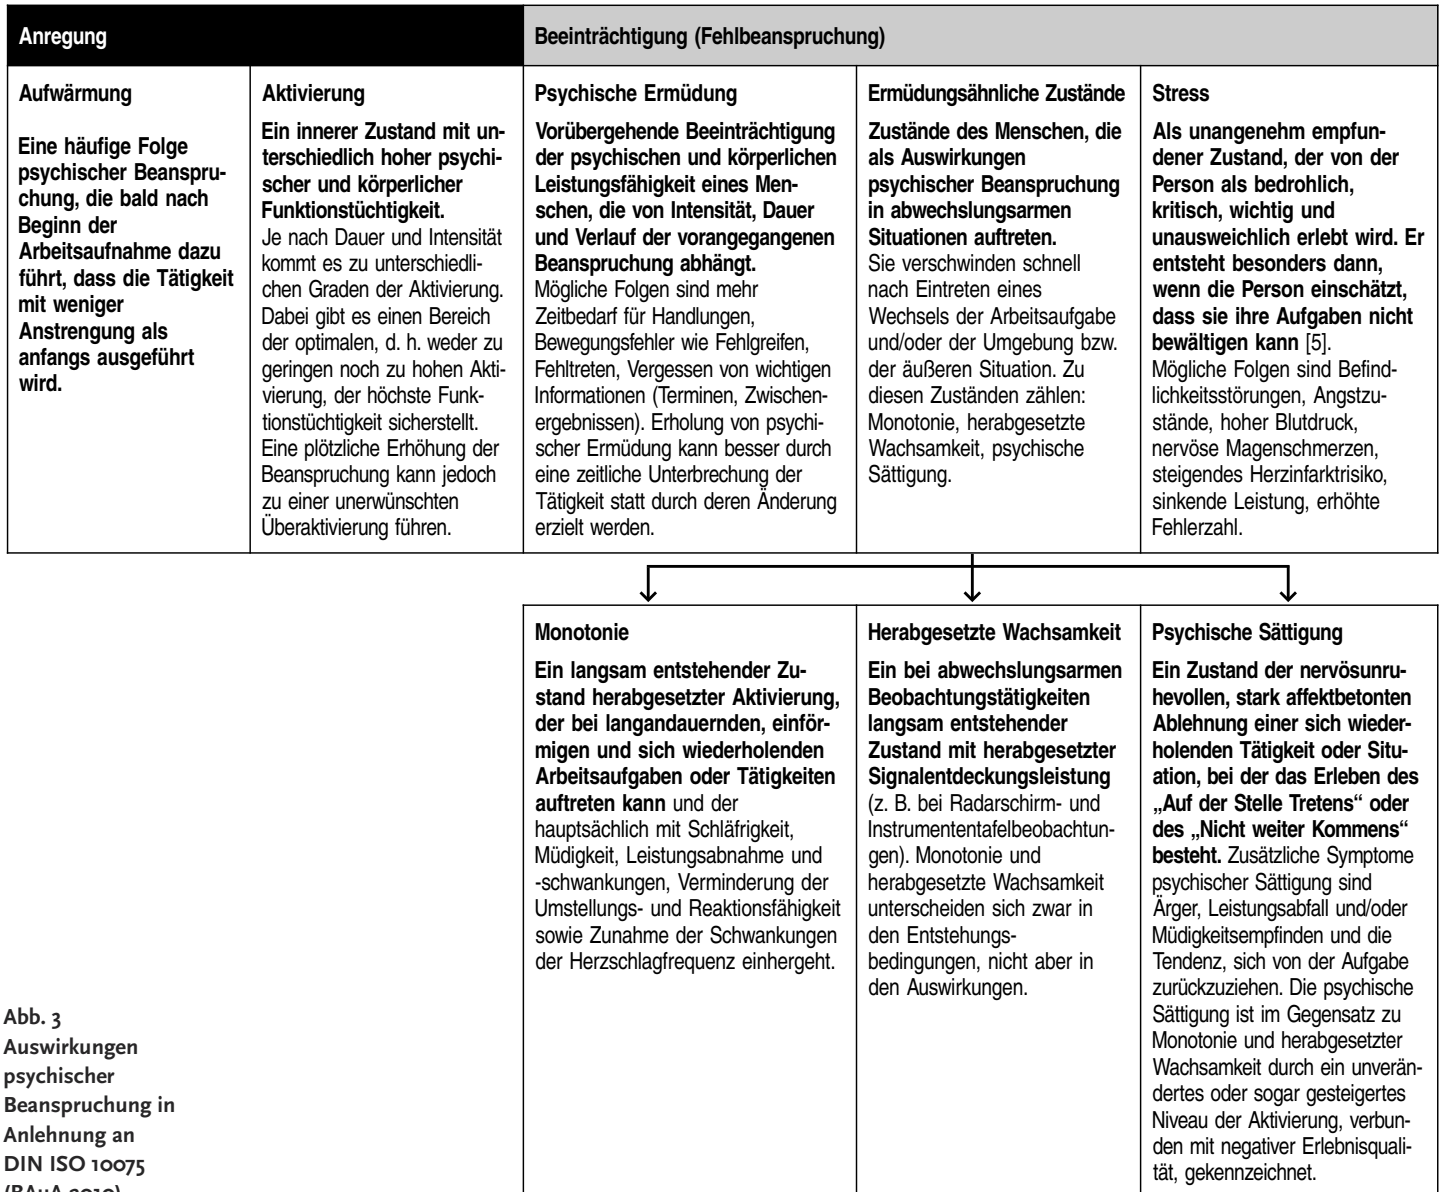 Anregung
Beeinträchtigung (Fehlbeanspruchung)
Aufwärmung
Eine häufige Folge
psychischer Beanspru-
chung, die bald nach
Beginn der
Arbeitsaufnahme dazu
führt, dass die Tätigkeit
mit weniger
Anstrengung als
anfangs ausgeführt
wird.
Aktivierung
Ein innerer Zustand mit un-
terschiedlich hoher psychi-
scher und körperlicher
Funktionstüchtigkeit.
Je nach Dauer und Intensität
kommt es zu unterschiedli-
chen Graden der Aktivierung.
Dabei gibt es einen Bereich
der optimalen, d. h. weder zu
geringen noch zu hohen Akti-
vierung, der höchste Funk-
tionstüchtigkeit sicherstellt.
Eine plötzliche Erhöhung der
Beanspruchung kann jedoch
zu einer unerwünschten
Überaktivierung führen.
Psychische Ermüdung
Vorübergehende Beeinträchtigung
der psychischen und körperlichen
Leistungsfähigkeit eines Men-
schen, die von Intensität, Dauer
und Verlauf der vorangegangenen
Beanspruchung abhängt.
Mögliche Folgen sind mehr
Zeitbedarf für Handlungen,
Bewegungsfehler wie Fehlgreifen,
Fehltreten, Vergessen von wichtigen
Informationen (Terminen, Zwischen-
ergebnissen). Erholung von psychi-
scher Ermüdung kann besser durch
eine zeitliche Unterbrechung der
Tätigkeit statt durch deren Änderung
erzielt werden.
Ermüdungsähnliche Zustände
Zustände des Menschen, die
als Auswirkungen
psychischer Beanspruchung
in abwechslungsarmen
Situationen auftreten.
Sie verschwinden schnell
nach Eintreten eines
Wechsels der Arbeitsaufgabe
und/oder der Umgebung bzw.
der äußeren Situation. Zu
diesen Zuständen zählen:
Monotonie, herabgesetzte
Wachsamkeit, psychische
Sättigung.
Stress
Als unangenehm empfun-
dener Zustand, der von der
Person als bedrohlich,
kritisch, wichtig und
unausweichlich erlebt wird. Er
entsteht besonders dann,
wenn die Person einschätzt,
dass sie ihre Aufgaben nicht
bewältigen kann [5].
Mögliche Folgen sind Befind-
lichkeitsstörungen, Angstzu-
stände, hoher Blutdruck,
nervöse Magenschmerzen,
steigendes Herzinfarktrisiko,
sinkende Leistung, erhöhte
Fehlerzahl.
Monotonie
Ein langsam entstehender Zu-
stand herabgesetzter Aktivierung,
der bei langandauernden, einför-
migen und sich wiederholenden
Arbeitsaufgaben oder Tätigkeiten
auftreten kann und der
hauptsächlich mit Schläfrigkeit,
Müdigkeit, Leistungsabnahme und
-schwankungen, Verminderung der
Umstellungs- und Reaktionsfähigkeit
sowie Zunahme der Schwankungen
der Herzschlagfrequenz einhergeht.
Herabgesetzte Wachsamkeit
Ein bei abwechslungsarmen
Beobachtungstätigkeiten
langsam entstehender
Zustand mit herabgesetzter
Signalentdeckungsleistung
(z. B. bei Radarschirm- und
Instrumententafelbeobachtun-
gen). Monotonie und
herabgesetzte Wachsamkeit
unterscheiden sich zwar in
den Entstehungs-
bedingungen, nicht aber in
den Auswirkungen.
Psychische Sättigung
Ein Zustand der nervösunru-
hevollen, stark affektbetonten
Ablehnung einer sich wieder-
holenden Tätigkeit oder Situ-
ation, bei der das Erleben des
„Auf der Stelle Tretens“ oder
des „Nicht weiter Kommens“
besteht. Zusätzliche Symptome
psychischer Sättigung sind
Ärger, Leistungsabfall und/oder
Müdigkeitsempfinden und die
Tendenz, sich von der Aufgabe
zurückzuziehen. Die psychische
Sättigung ist im Gegensatz zu
Monotonie und herabgesetzter
Wachsamkeit durch ein unverän-
dertes oder sogar gesteigertes
Niveau der Aktivierung, verbun-
den mit negativer Erlebnisquali-
tät, gekennzeichnet.
Abb. 3
Auswirkungen
psychischer
Beanspruchung in
Anlehnung an
DIN ISO 10075
(BAuA 2010)